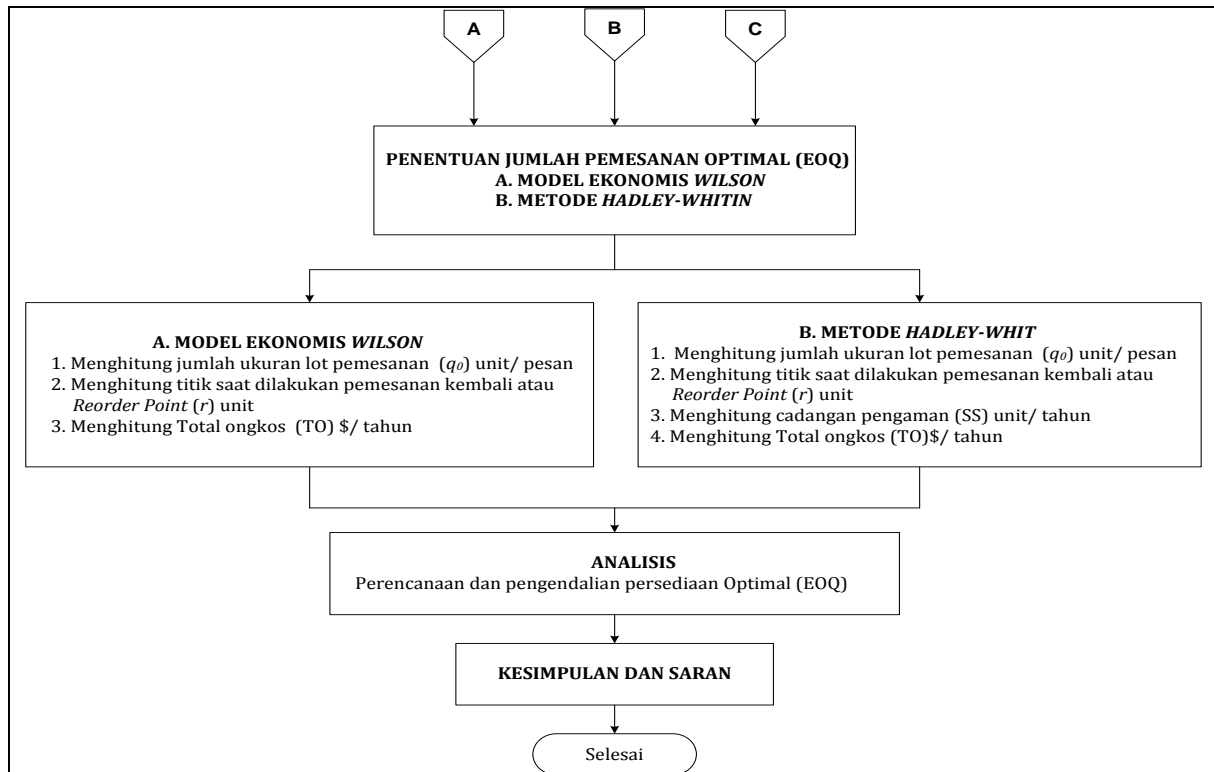 A
B
C
PENENTUAN JUMLAH PEMESANAN OPTIMAL (EOQ)
A. MODEL EKONOMIS WILSON
B. METODE HADLEY-WHITIN
A. MODEL EKONOMIS WILSON
1. Menghitung jumlah ukuran lot pemesanan (q₀) unit/ pesan
2. Menghitung titik saat dilakukan pemesanan kembali atau
Reorder Point (r) unit
3. Menghitung Total ongkos (TO) $/ tahun
B. METODE HADLEY-WHIT
1. Menghitung jumlah ukuran lot pemesanan (q₀) unit/ pesan
2. Menghitung titik saat dilakukan pemesanan kembali atau
Reorder Point (r) unit
3. Menghitung cadangan pengaman (SS) unit/ tahun
4. Menghitung Total ongkos (TO)$/ tahun
ANALISIS
Perencanaan dan pengendalian persediaan Optimal (EOQ)
KESIMPULAN DAN SARAN
Selesai